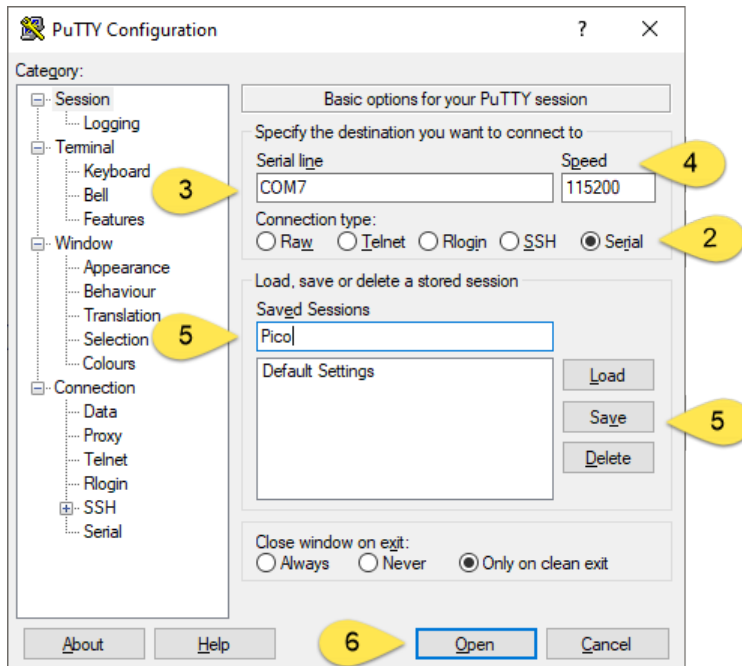 PuTTY Configuration ? ×
Category:
Session
Logging
Terminal
Keyboard
Bell
Features
Window
Appearance
Behaviour
Translation
Selection
Colours
Connection
Data
Proxy
Telnet
Rlogin
SSH
Serial
Basic options for your PuTTY session
Specify the destination you want to connect to
Serial line Speed
4
3
COM7 115200
Connection type:
Raw Telnet Rlogin SSH Serial
2
Load, save or delete a stored session
Saved Sessions
5
Pico
Default Settings
Load
Save
5
Delete
Close window on exit:
Always Never Only on clean exit
About Help 6 Open Cancel